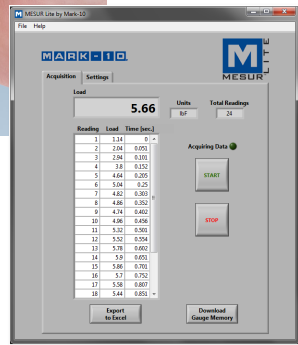 MESUR Lite by Mark-10
File Help
MARK-10
M
MESUR
LITE
Acquisition Settings
Load
5.66
Units
lbF
Total Readings
24
Reading Load Time [sec.]
1 1.14 0
2 2.04 0.051
3 2.94 0.101
4 3.8 0.152
5 4.64 0.205
6 5.04 0.25
7 4.82 0.303
8 4.86 0.352
9 4.74 0.402
10 4.96 0.456
11 5.32 0.501
12 5.52 0.554
13 5.78 0.602
14 5.9 0.651
15 5.86 0.701
16 5.7 0.752
17 5.58 0.807
18 5.44 0.851
Acquiring Data
START
STOP
Export
to Excel
Download
Gauge Memory